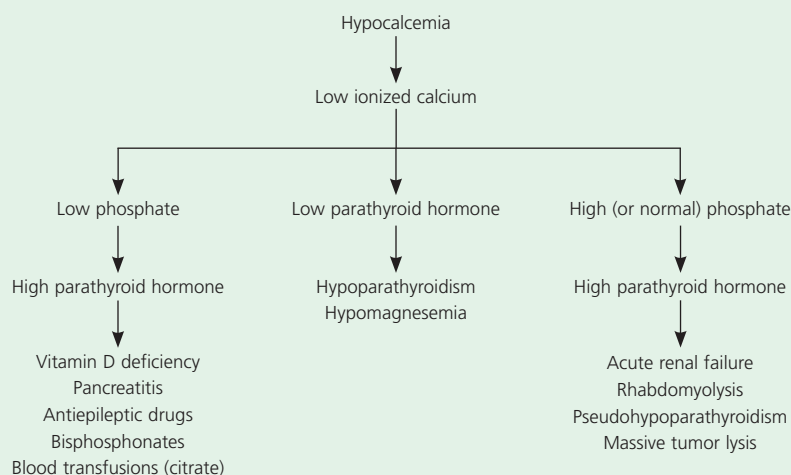 Hypocalcemia
Low ionized calcium
Low phosphate
Low parathyroid hormone
High (or normal) phosphate
High parathyroid hormone
Hypoparathyroidism
Hypomagnesemia
High parathyroid hormone
Vitamin D deficiency
Pancreatitis
Antiepileptic drugs
Bisphosphonates
Blood transfusions (citrate)
Acute renal failure
Rhabdomyolysis
Pseudohypoparathyroidism
Massive tumor lysis